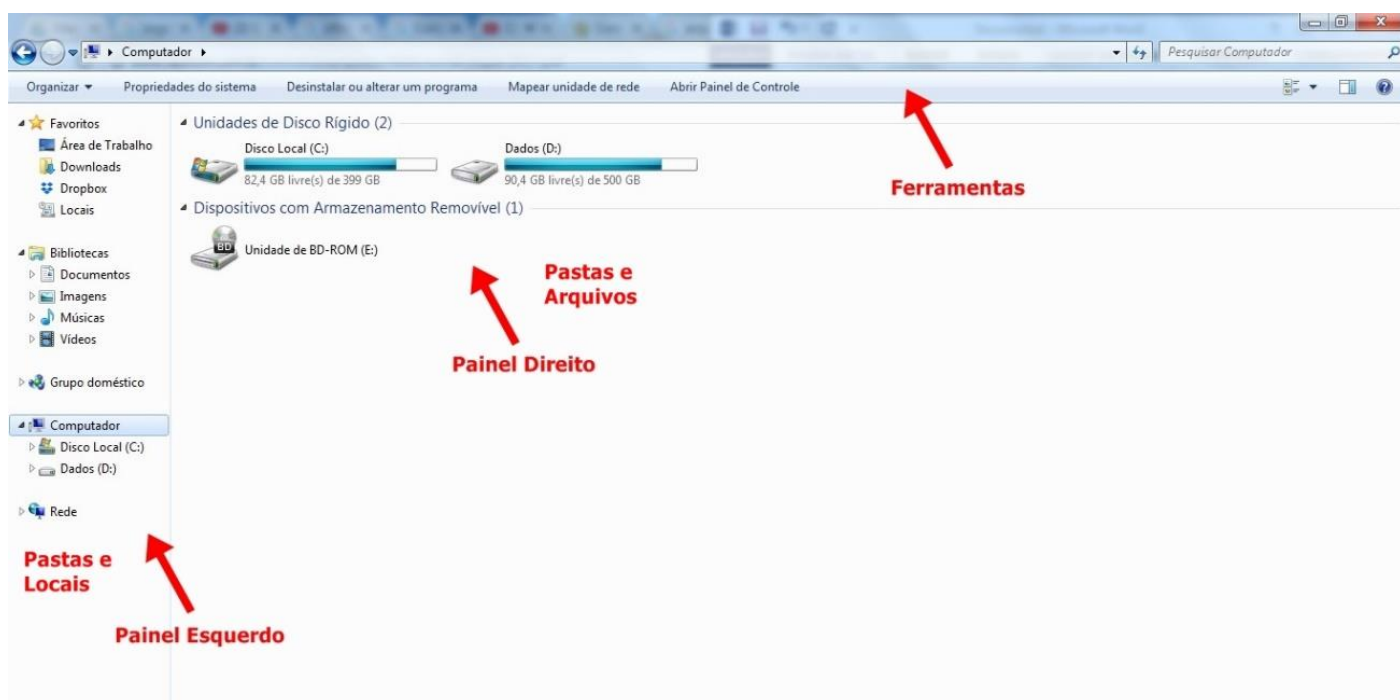 Computador
Pesquisar Computador
Organizar
Propriedades do sistema
Desinstalar ou alterar um programa
Mapear unidade de rede
Abrir Painel de Controle
Favoritos
Área de Trabalho
Downloads
Dropbox
Locais
Bibliotecas
Documentos
Imagens
Músicas
Vídeos
Grupo doméstico
Computador
Disco Local (C:)
Dados (D:)
Rede
Pastas e
Locais
Painel Esquerdo
Unidades de Disco Rígido (2)
Disco Local (C:)
82,4 GB livre(s) de 399 GB
Dados (D:)
90,4 GB livre(s) de 500 GB
Dispositivos com Armazenamento Removível (1)
BD
Unidade de BD-ROM (E:)
Ferramentas
Pastas e
Arquivos
Painel Direito